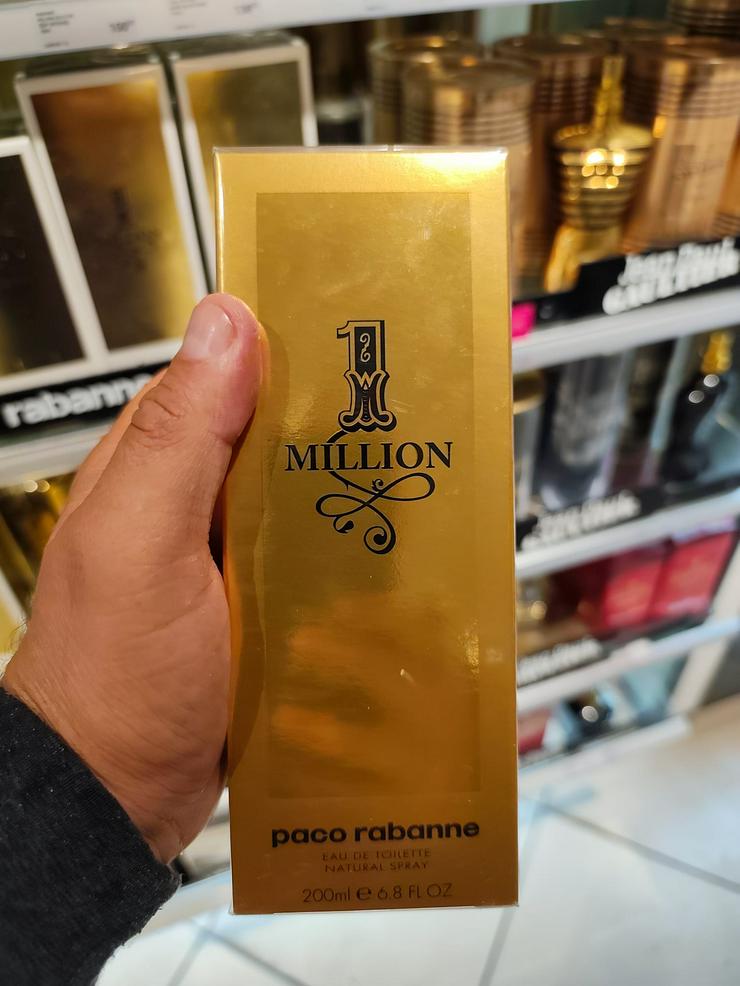 rabanne
Jean Paul
GAULTIER
1
MILLION
paco rabanne
EAU DE TOILETTE
NATURAL SPRAY
200ml e 6.8 FL OZ